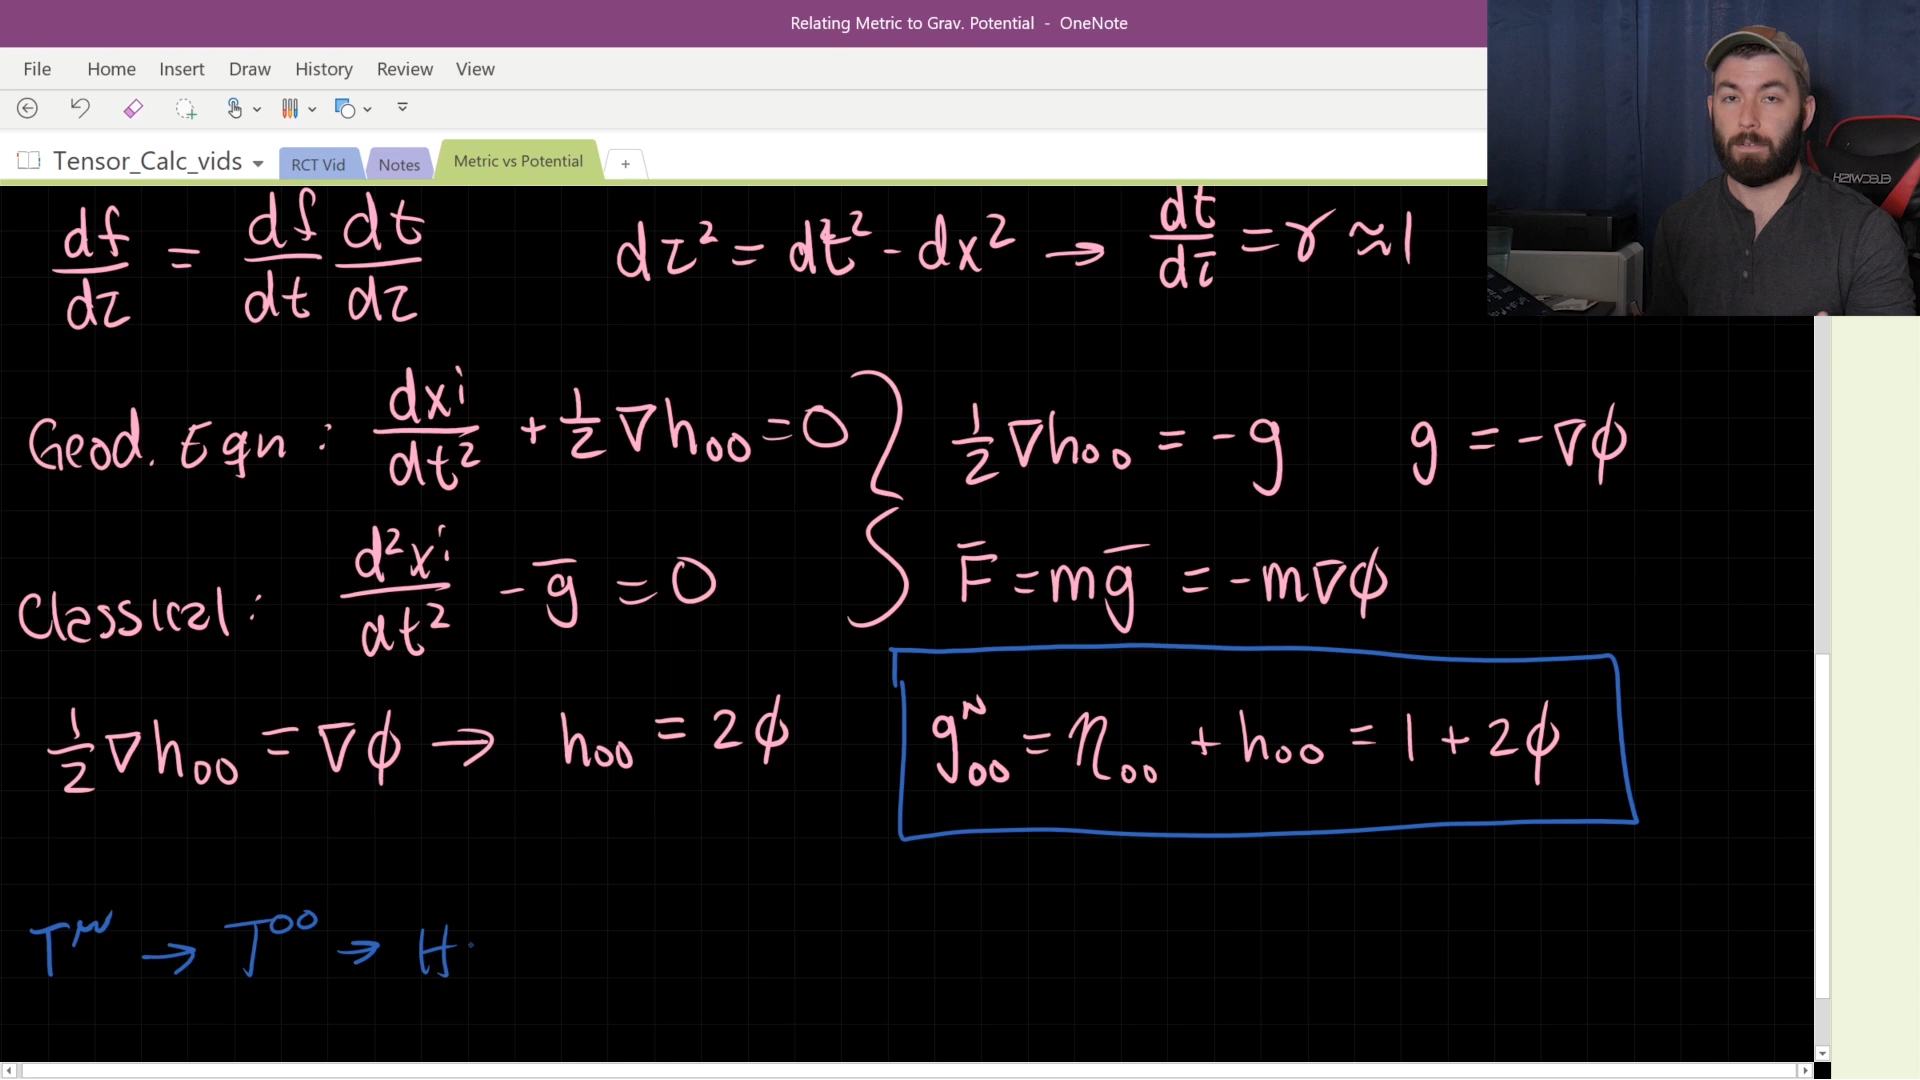 Relating Metric to Grav. Potential - OneNote
File Home Insert Draw History Review View
Tensor_Calc_vids RCT Vid Notes Metric vs Potential +
df/dτ = df/dt dt/dτ dτ² = dt² - dx² → dt/dτ = γ ≈ 1
Geod. Eqn : dxi/dt² + 1/2 ∇h₀₀ = 0 } 1/2 ∇h₀₀ = -g g = -∇ϕ
Classical : d²xi/dt² - g̅ = 0 F̅ = mg̅ = -m∇ϕ
1/2 ∇h₀₀ = ∇ϕ → h₀₀ = 2ϕ g₀₀ᴺ = η₀₀ + h₀₀ = 1 + 2ϕ
T^μν → T⁰⁰ → H